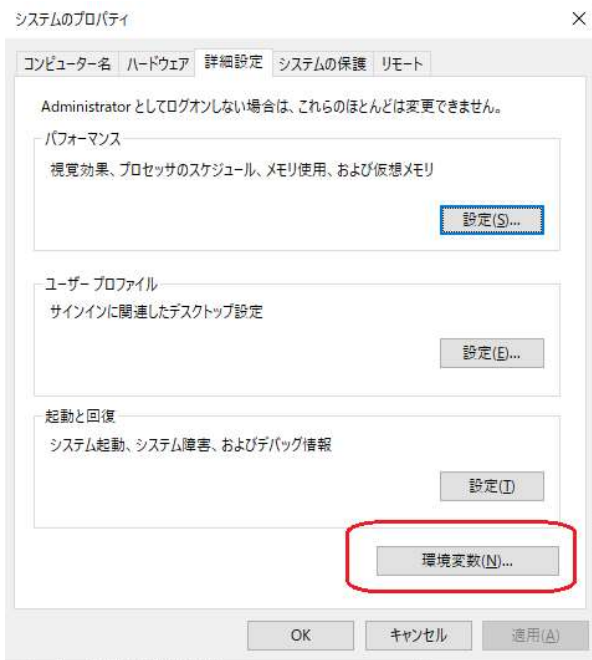 システムのプロパティ
コンピューター名 ハードウェア 詳細設定 システムの保護 リモート
Administrator としてログオンしない場合は、これらのほとんどは変更できません。
パフォーマンス
視覚効果、プロセッサのスケジュール、メモリ使用、および仮想メモリ
設定(S)...
ユーザー プロファイル
サインインに関連したデスクトップ設定
設定(E)...
起動と回復
システム起動、システム障害、およびデバッグ情報
設定(T)
環境変数(N)...
OK キャンセル 適用(A)